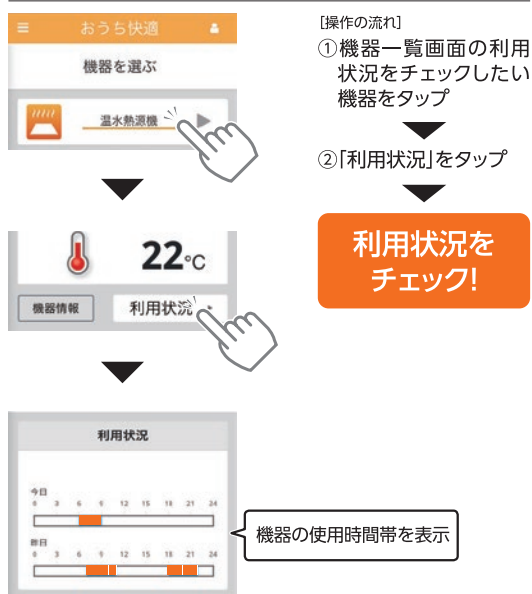 おうち快適
機器を選ぶ
温水熱源機
22℃
機器情報
利用状況
利用状況
今日
0 3 6 9 12 15 18 21 24
昨日
0 3 6 9 12 15 18 21 24
機器の使用時間帯を表示
[操作の流れ]
①機器一覧画面の利用
状況をチェックしたい
機器をタップ
②「利用状況」をタップ
利用状況を
チェック!